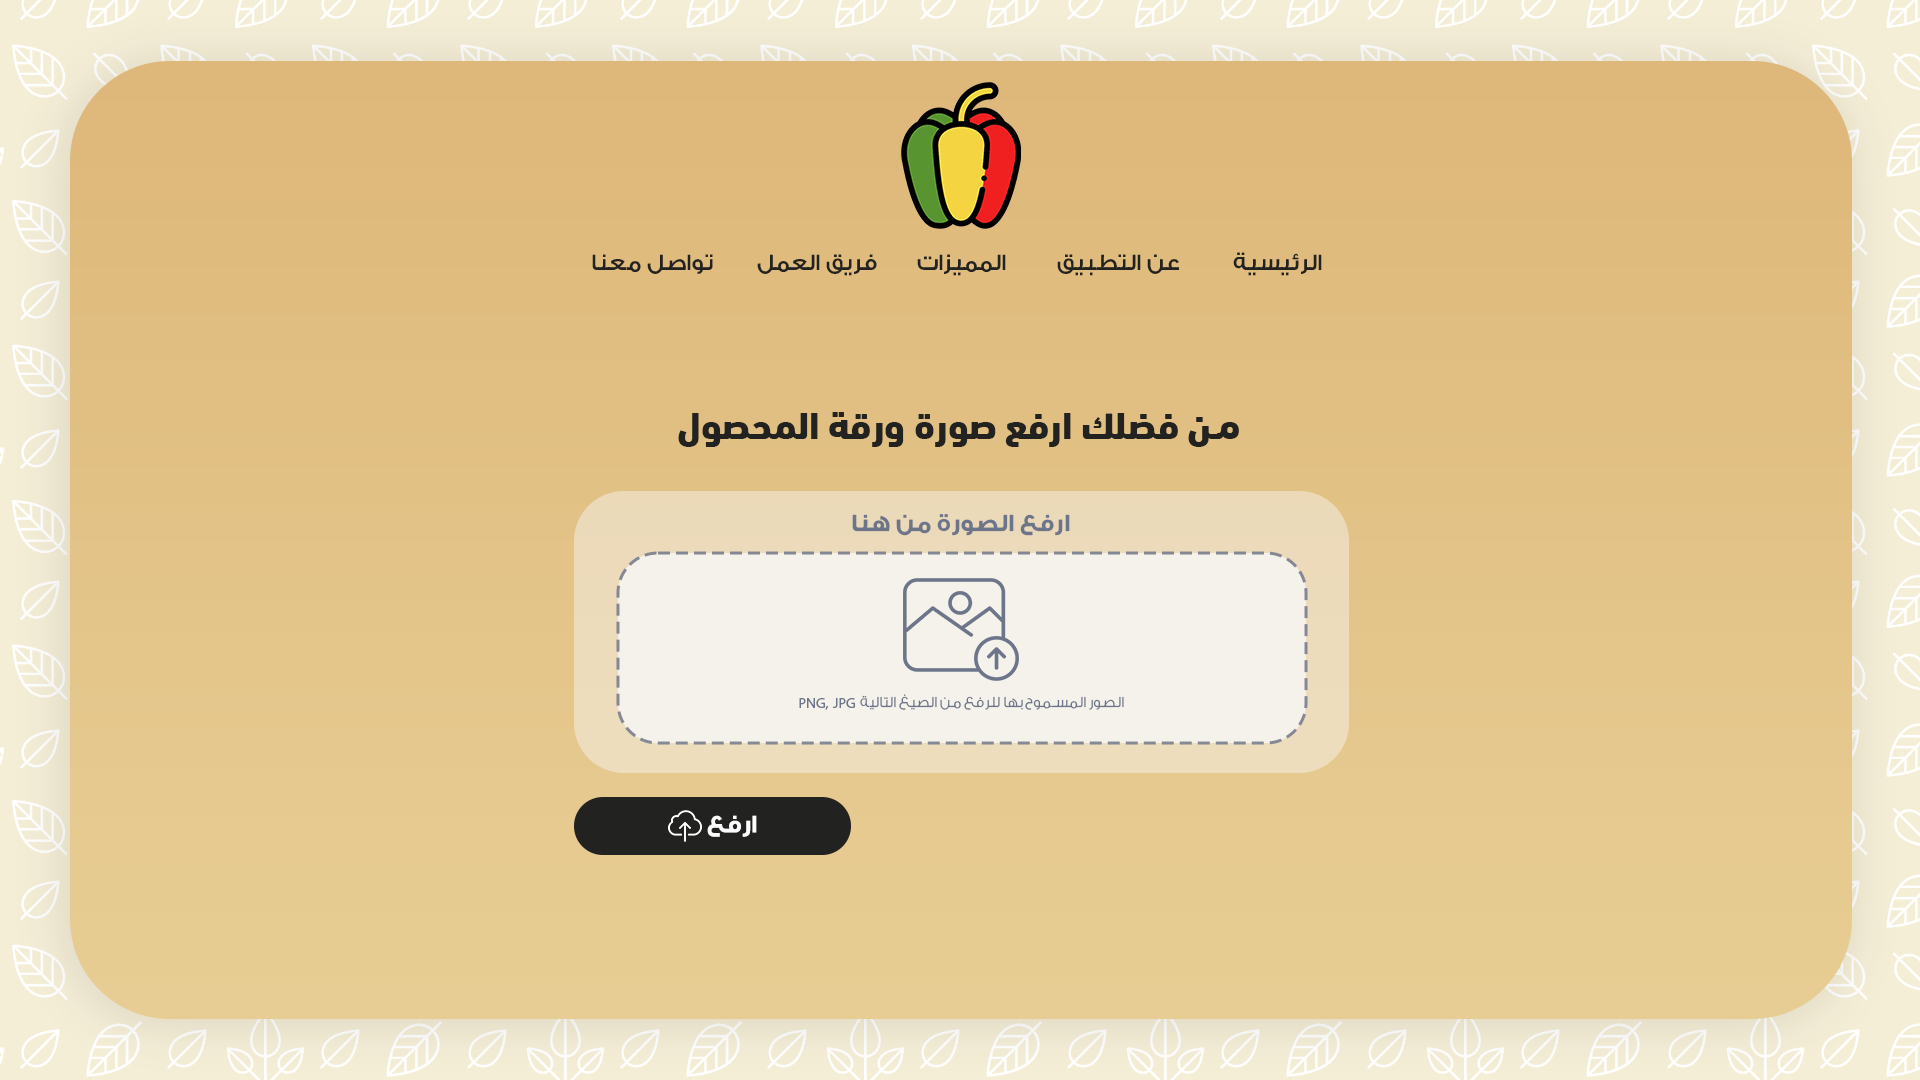 الرئيسية عن التطبيق المميزات فريق العمل تواصل معنا
من فضلك ارفع صورة ورقة المحصول
ارفع الصورة من هنا
الصور المسموح بها للرفع من الصيغ التالية PNG, JPG
ارفع